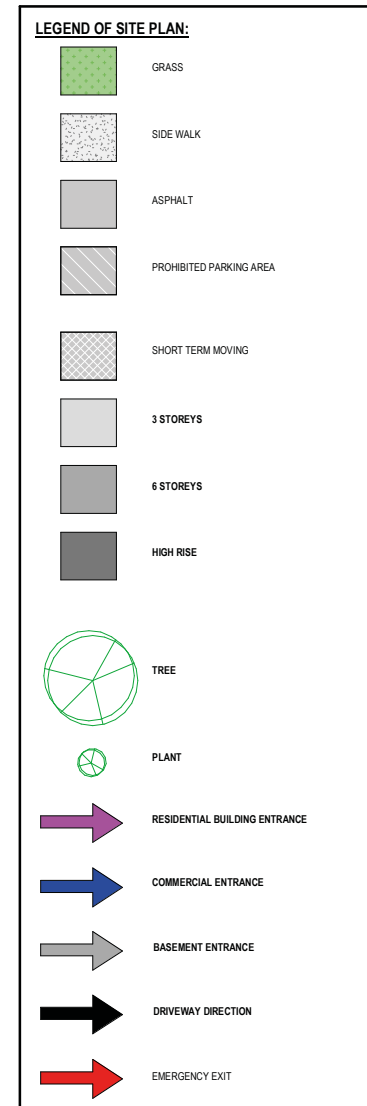 LEGEND OF SITE PLAN:
GRASS
SIDE WALK
ASPHALT
PROHIBITED PARKING AREA
SHORT TERM MOVING
3 STOREYS
6 STOREYS
HIGH RISE
TREE
PLANT
RESIDENTIAL BUILDING ENTRANCE
COMMERCIAL ENTRANCE
BASEMENT ENTRANCE
DRIVEWAY DIRECTION
EMERGENCY EXIT